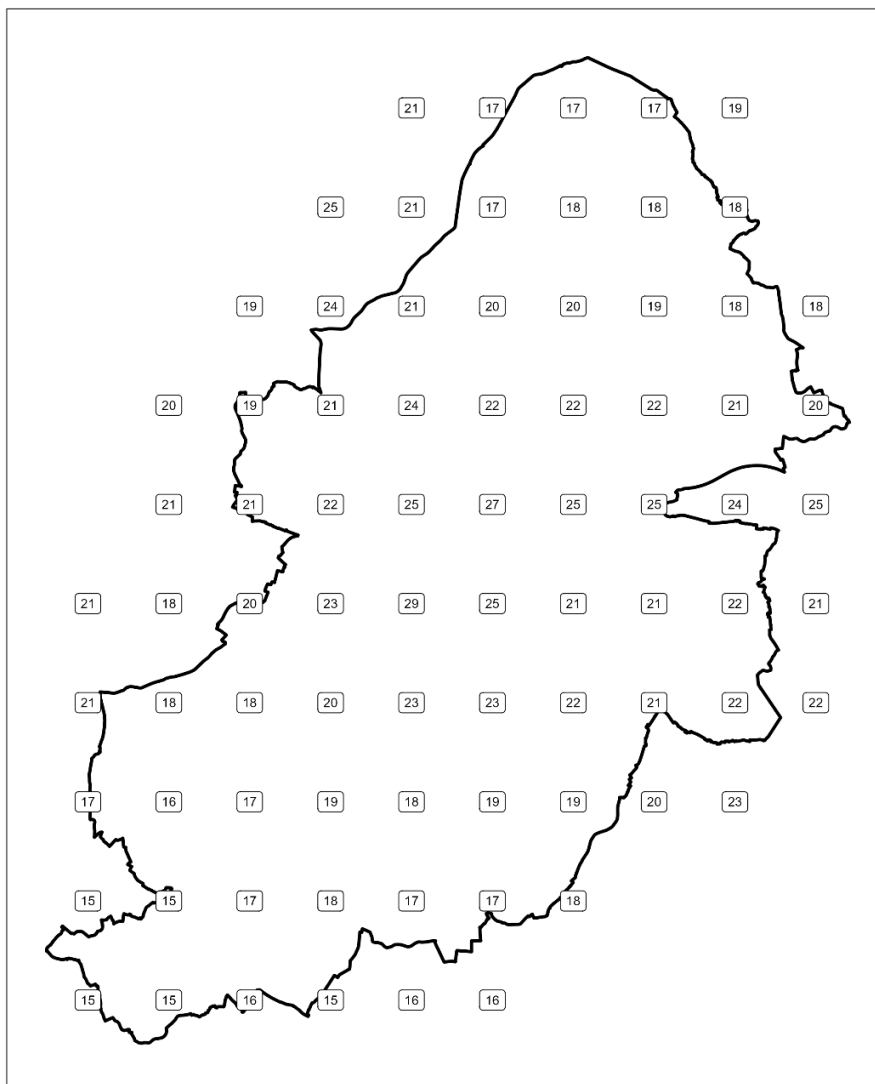 21 17 17 17 19
25 21 17 18 18 18
19 24 21 20 20 19 18 18
20 19 21 24 22 22 22 21 20
21 21 22 25 27 25 25 24 25
21 18 20 23 29 25 21 21 22 21
21 18 18 20 23 23 22 21 22 22
17 16 17 19 18 19 19 20 23
15 15 17 18 17 17 18
15 15 16 15 16 16